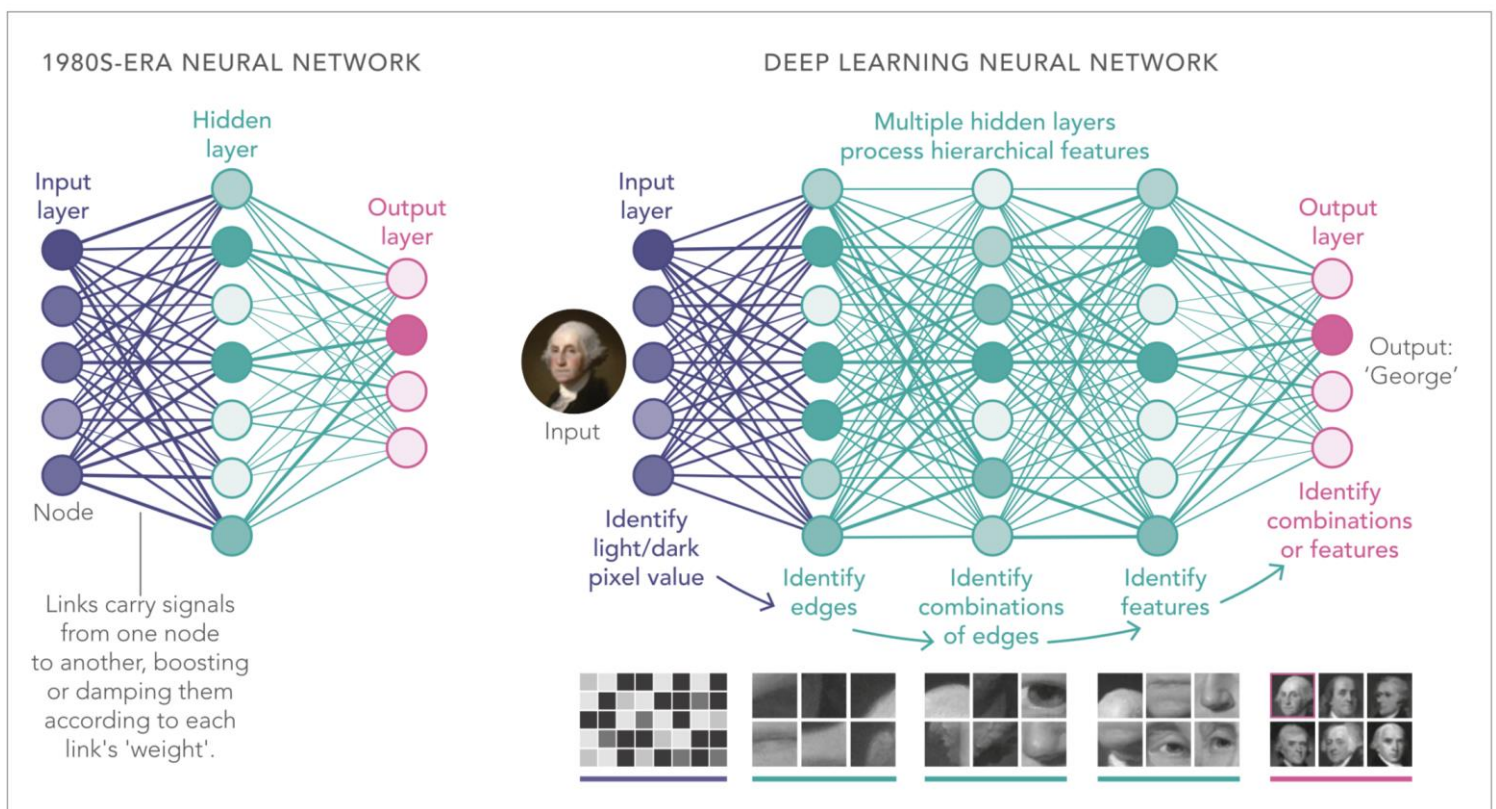 1980S-ERA NEURAL NETWORK
Hidden
layer
Input
layer
Output
layer
Node
Links carry signals
from one node
to another, boosting
or damping them
according to each
link's 'weight'.
DEEP LEARNING NEURAL NETWORK
Multiple hidden layers
process hierarchical features
Input
layer
Output
layer
Input
Output:
‘George’
Identify
light/dark
pixel value
Identify
edges
Identify
combinations
of edges
Identify
features
Identify
combinations
or features